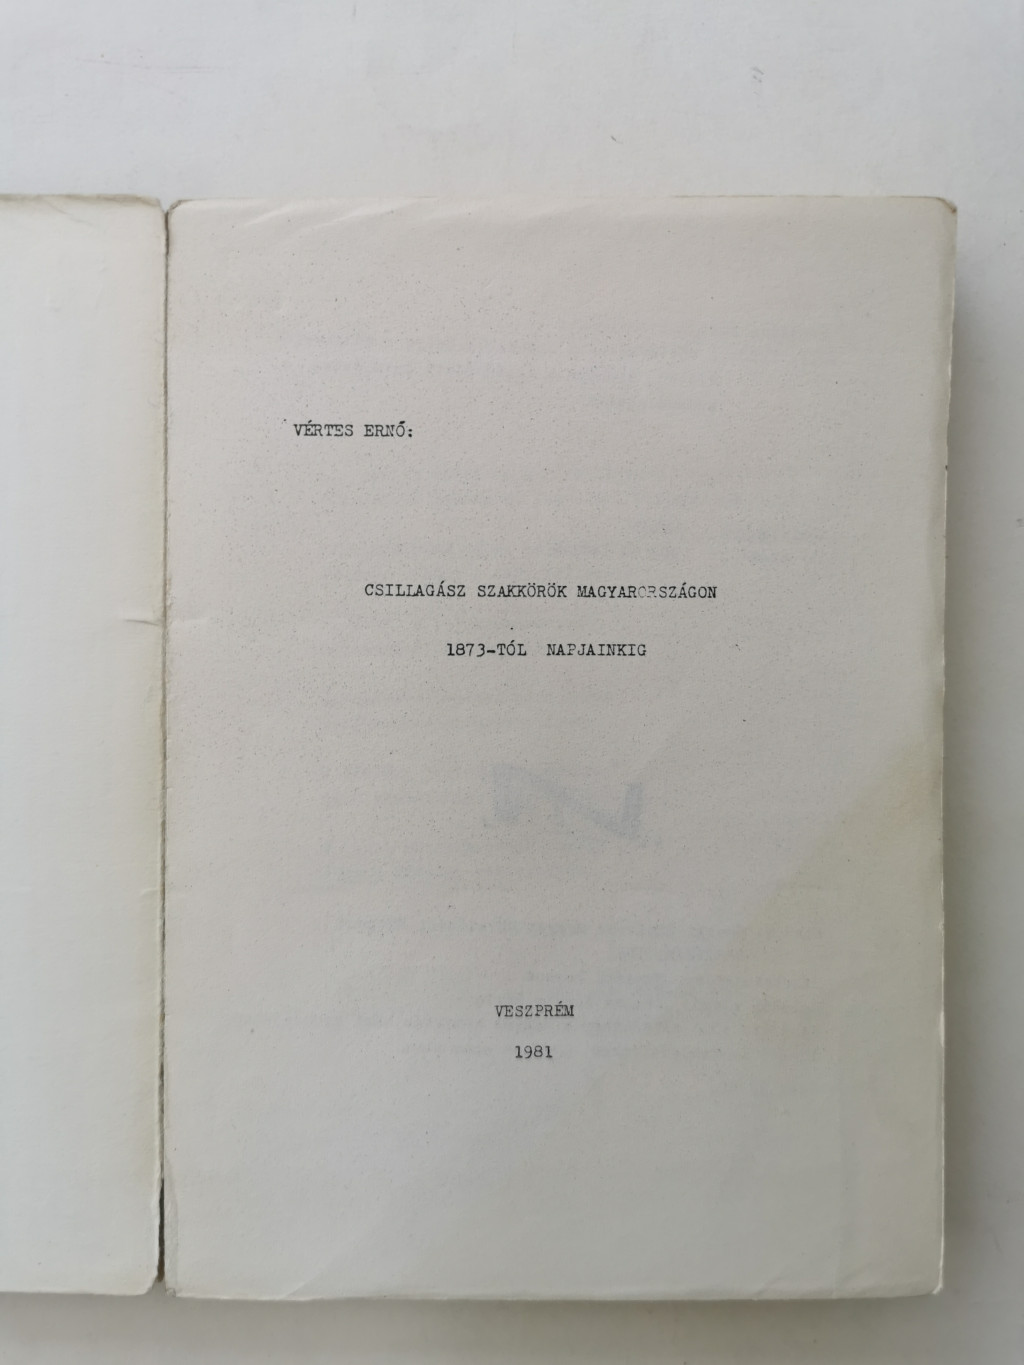 VÉRTES ERNŐ:
CSILLAGÁSZ SZAKKÖRÖK MAGYARORSZÁGON
1873-TÓL NAPJAINKIG
VESZPRÉM
1981